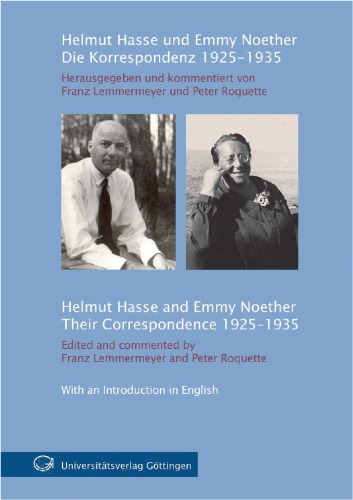 Helmut Hasse und Emmy Noether
Die Korrespondenz 1925–1935
Herausgegeben und kommentiert von
Franz Lemmermeyer und Peter Roquette
Helmut Hasse and Emmy Noether
Their Correspondence 1925–1935
Edited and commented by
Franz Lemmermeyer and Peter Roquette
With an Introduction in English
Universitätsverlag Göttingen